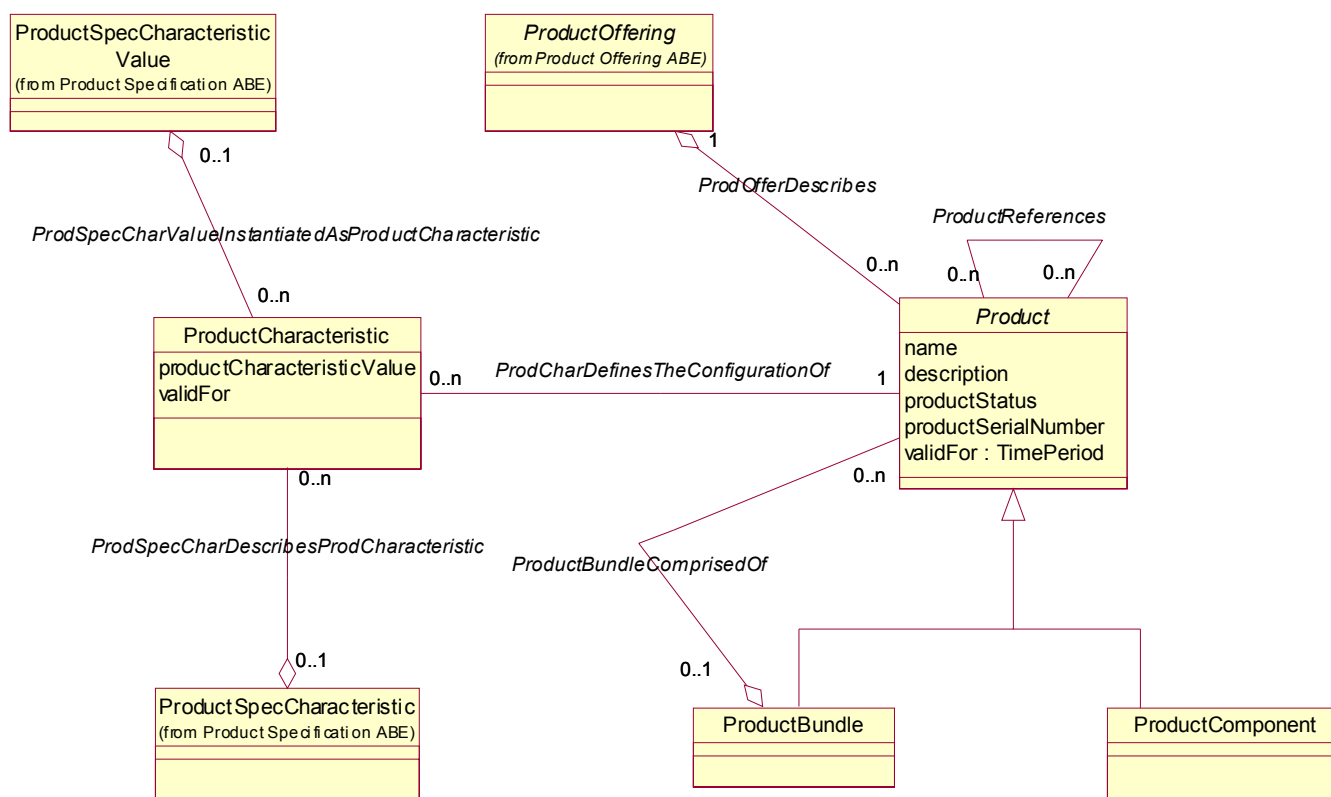 ProductSpecCharacteristic
Value
(from Product Specification ABE)
ProductOffering
(from Product Offering ABE)
0..1
1
ProdOfferDescribes
ProductReferences
ProdSpecCharValueInstantiatedAsProductCharacteristic
0..n
0..n
0..n
0..n
ProductCharacteristic
productCharacteristicValue
validFor
0..n
ProdCharDefinesTheConfigurationOf
1
Product
name
description
productStatus
productSerialNumber
validFor : TimePeriod
0..n
0..n
ProdSpecCharDescribesProdCharacteristic
ProductBundleComprisedOf
0..1
0..1
ProductSpecCharacteristic
(from Product Specification ABE)
ProductBundle
ProductComponent